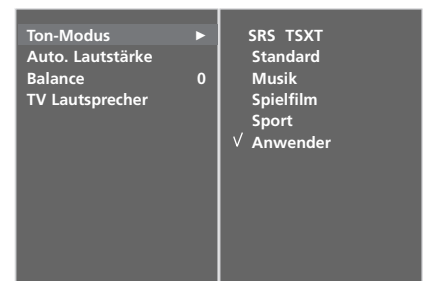 Ton-Modus ►
Auto. Lautstärke
Balance 0
TV Lautsprecher
SRS TSXT
Standard
Musik
Spielfilm
Sport
√ Anwender